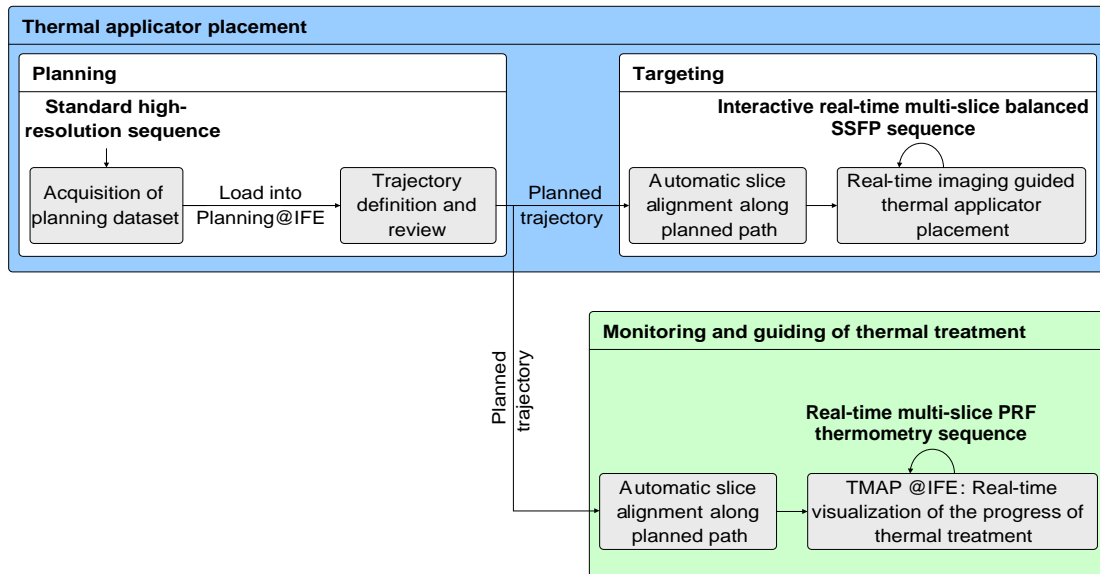 Thermal applicator placement
Planning
Standard high-
resolution sequence
Acquisition of
planning dataset
Load into
Planning@IFE
Trajectory
definition and
review
Planned
trajectory
Targeting
Interactive real-time multi-slice balanced
SSFP sequence
Automatic slice
alignment along
planned path
Real-time imaging guided
thermal applicator
placement
Planned
trajectory
Monitoring and guiding of thermal treatment
Real-time multi-slice PRF
thermometry sequence
Automatic slice
alignment along
planned path
TMAP @IFE: Real-time
visualization of the progress of
thermal treatment